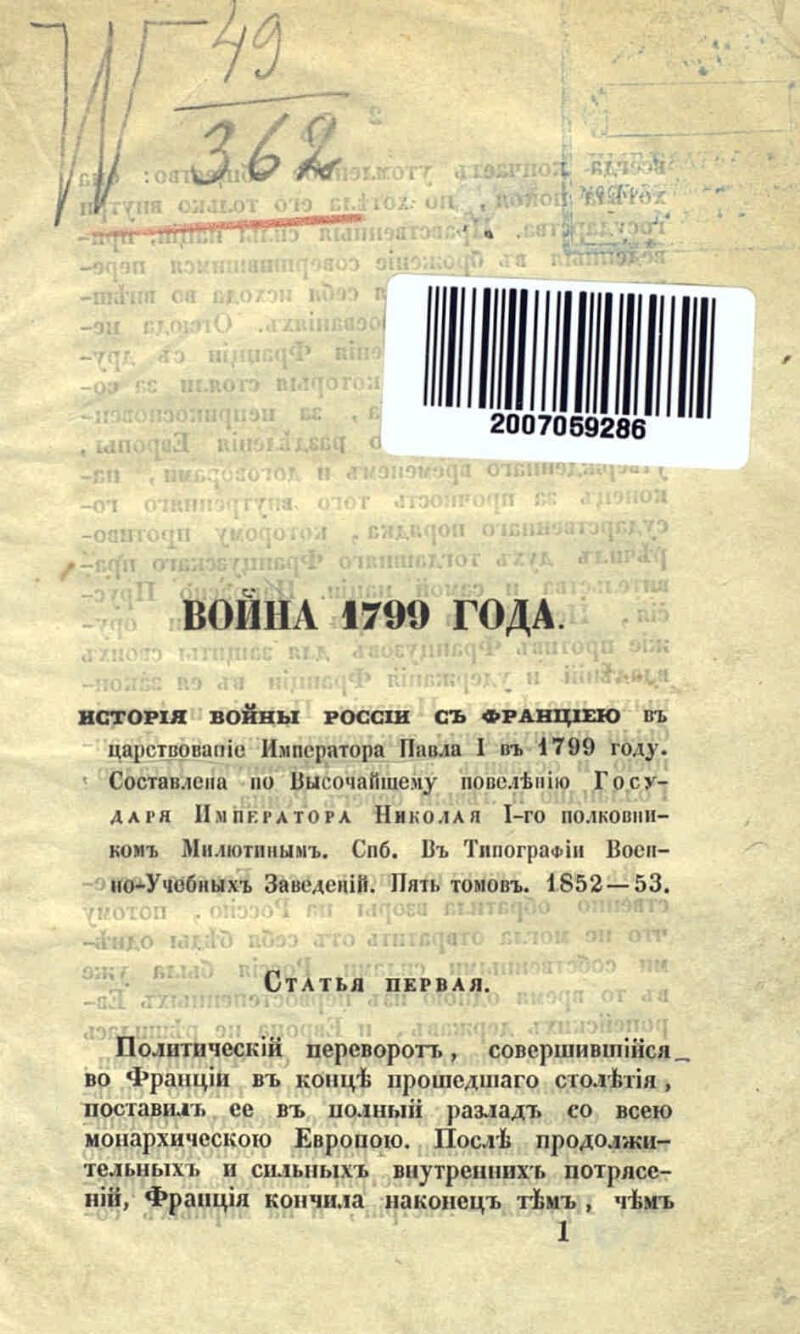 W 49
362
2007059286
ВОЙНА 1799 ГОДА.
ИСТОРІЯ ВОЙНЫ РОССІИ СЪ ФРАНЦІЕЮ въ
царствованіе Императора Павла I въ 1799 году.
Составлена по Высочайшему повелѣнію Госу-
даря Императора Николая I-го полковни-
комъ Милютинымъ. Спб. Въ Типографіи Воен-
но-Учебныхъ Заведеній. Пять томовъ. 1852—53.
Статья первая.
Политическій переворотъ, совершившійся
во Франціи въ концѣ прошедшаго столѣтія,
поставилъ ее въ полный разладъ со всею
монархическою Европою. Послѣ продолжи-
тельныхъ и сильныхъ внутреннихъ потрясе-
ній, Франція кончила наконецъ тѣмъ, чѣмъ
1